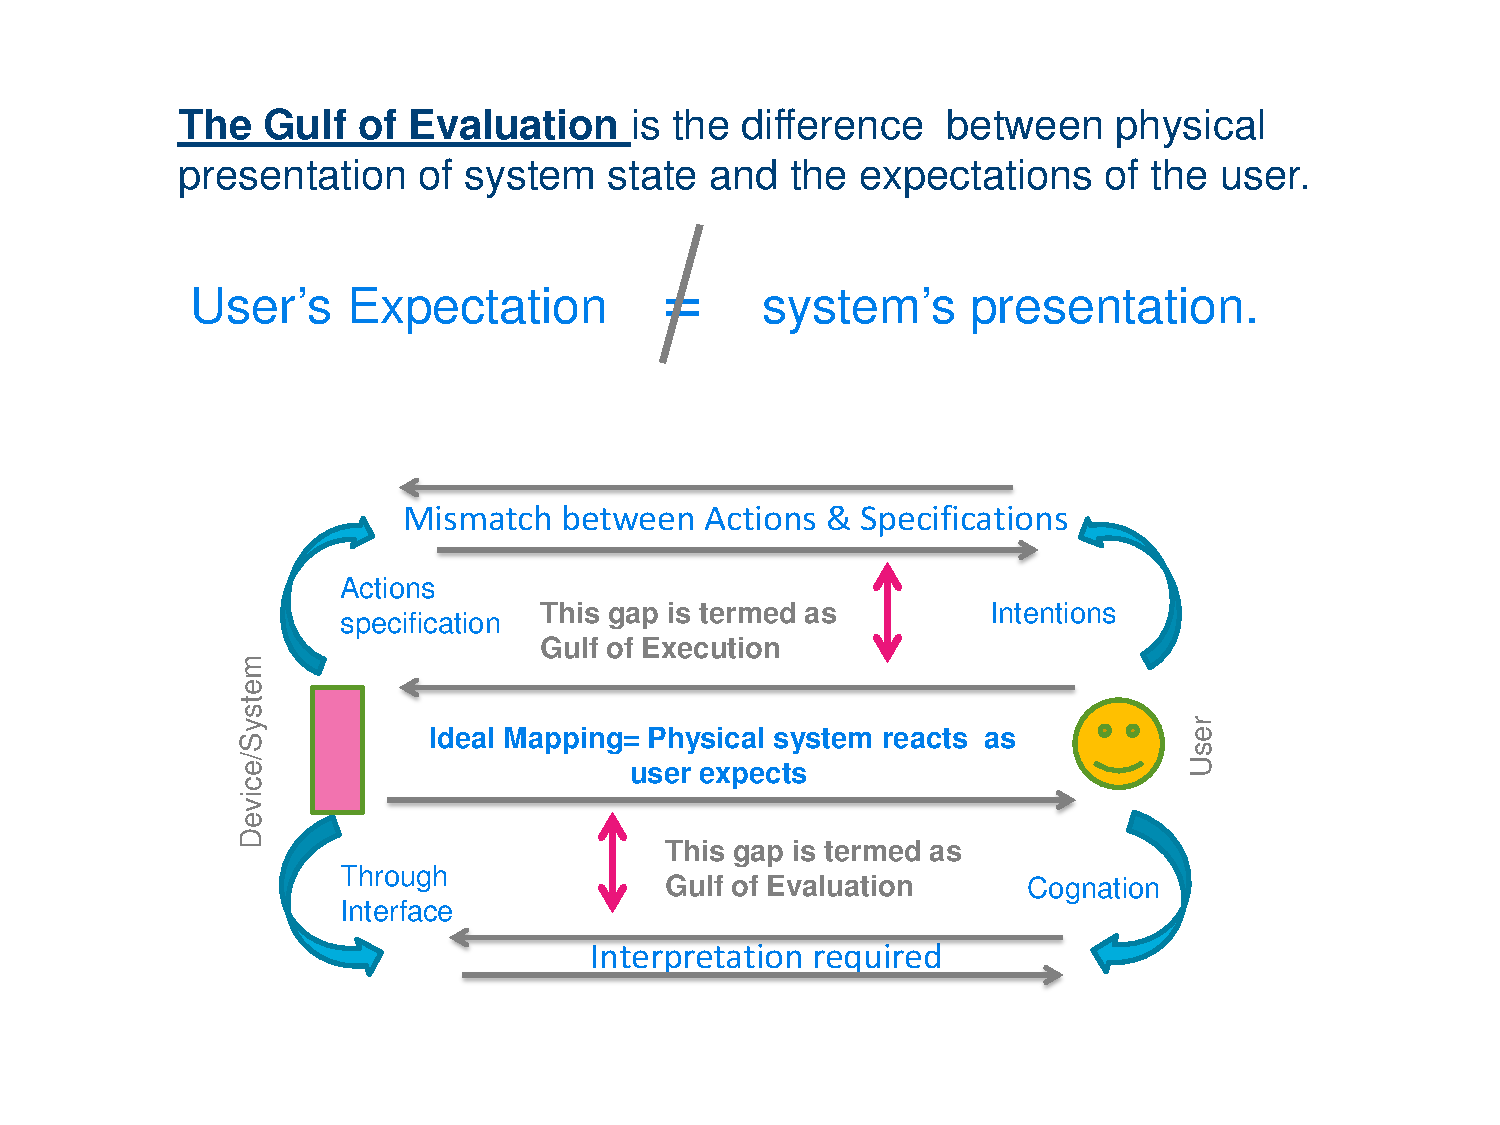 The Gulf of Evaluation is the difference between physical
presentation of system state and the expectations of the user.
User’s Expectation = system’s presentation.
Mismatch between Actions & Specifications
Actions
specification
This gap is termed as
Gulf of Execution
Intentions
Device/System
Ideal Mapping= Physical system reacts as
user expects
User
This gap is termed as
Gulf of Evaluation
Through
Interface
Cognation
Interpretation required